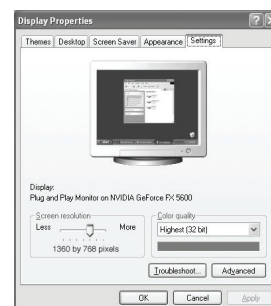 Display Properties
Themes Desktop Screen Saver Appearance Settings
Display:
Plug and Play Monitor on NVIDIA GeForce FX 5600
Screen resolution
Less More
1360 by 768 pixels
Color quality
Highest (32 bit)
Troubleshoot... Advanced
OK Cancel Apply